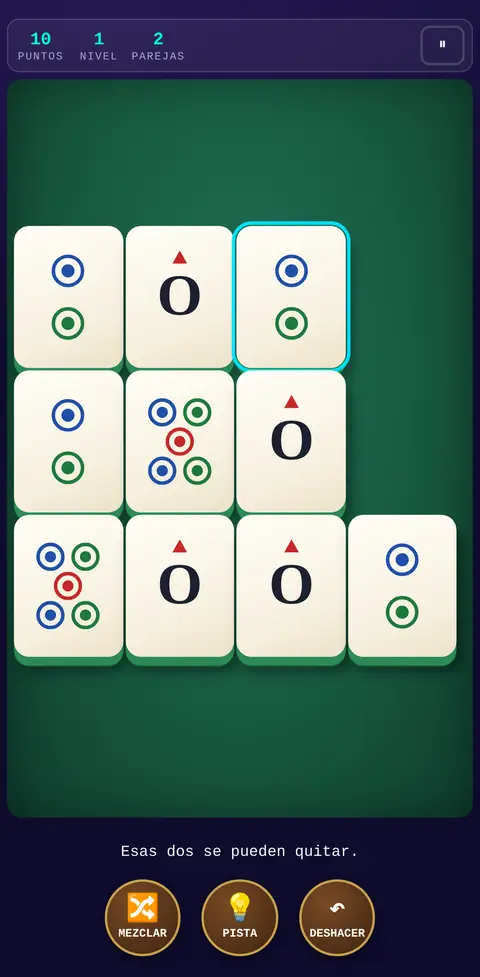 10 1 2
PUNTOS NIVEL PAREJAS
O
O
O O
Esas dos se pueden quitar.
MEZCLAR PISTA DESHACER